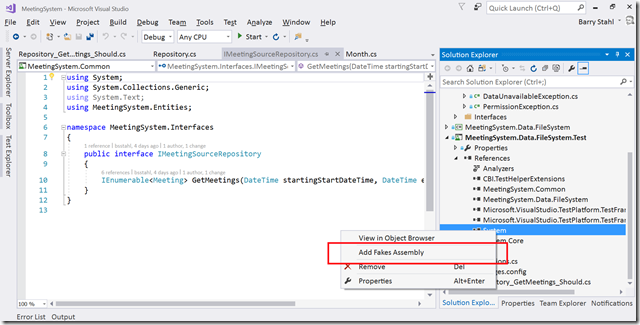 MeetingSystem - Microsoft Visual Studio
Quick Launch (Ctrl+Q)
File Edit View Project Build Debug Team Tools Test Analyze Window Help
Barry Stahl
Debug Any CPU Start
Server Explorer
Toolbox
Test Explorer
Repository_Get...ttings_Should.cs Repository.cs IMeetingSourceRepository.cs Month.cs
MeetingSystem.Common MeetingSystem.Interfaces.IMeetingS GetMeetings(DateTime startingStartD
1 using System;
2 using System.Collections.Generic;
3 using System.Text;
4 using MeetingSystem.Entities;
5
6 namespace MeetingSystem.Interfaces
7 {
1 reference | bstahl, 4 days ago | 1 author, 1 change
8 public interface IMeetingSourceRepository
9 {
6 references | bstahl, 4 days ago | 1 author, 1 change
10 IEnumerable<Meeting> GetMeetings(DateTime startingStartDateTime, DateTime e
11 }
12 }
13
100 %
View in Object Browser
Add Fakes Assembly
Remove Del
Properties Alt+Enter
Solution Explorer
Search Solution Explorer (Ctrl+;)
DataUnavailableException.cs
PermissionException.cs
Interfaces
MeetingSystem.Data.FileSystem
MeetingSystem.Data.FileSystem.Test
Properties
References
Analyzers
CBI.TestHelperExtensions
MeetingSystem.Common
MeetingSystem.Data.FileSystem
Microsoft.VisualStudio.TestPlatform.TestFram
Microsoft.VisualStudio.TestPlatform.TestFram
System
em.Core
ions.cs
es.config
itory_GetMeetings_Should.cs
Solution Explo... Properties Team Explorer Notifications
Error List Output